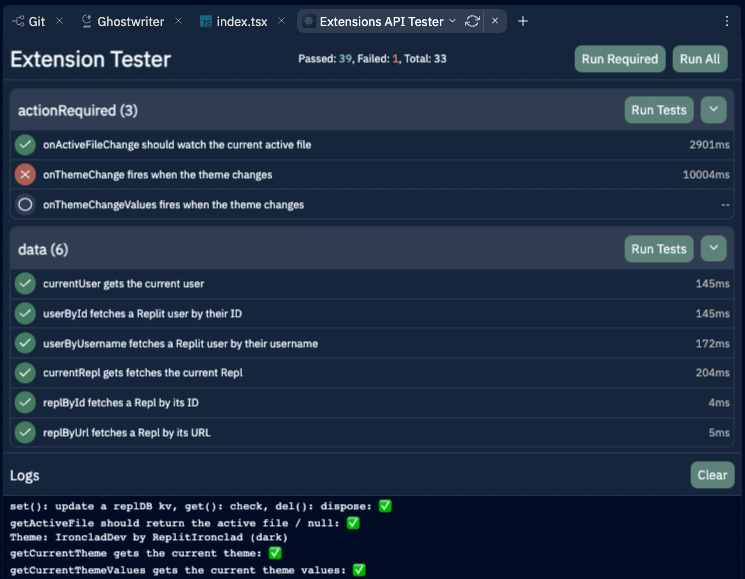 Git
Ghostwriter
index.tsx
Extensions API Tester
Extension Tester
Passed: 39, Failed: 1, Total: 33
Run Required
Run All
actionRequired (3)
Run Tests
onActiveFileChange should watch the current active file 2901ms
onThemeChange fires when the theme changes 10004ms
onThemeChangeValues fires when the theme changes --
data (6)
Run Tests
currentUser gets the current user 145ms
userById fetches a Replit user by their ID 145ms
userByUsername fetches a Replit user by their username 172ms
currentRepl gets fetches the current Repl 204ms
replById fetches a Repl by its ID 4ms
replByUrl fetches a Repl by its URL 5ms
Logs
Clear
set(): update a replDB kv, get(): check, del(): dispose: ✅
getActiveFile should return the active file / null: ✅
Theme: IroncladDev by ReplitIronclad (dark)
getCurrentTheme gets the current theme: ✅
getCurrentThemeValues gets the current theme values: ✅